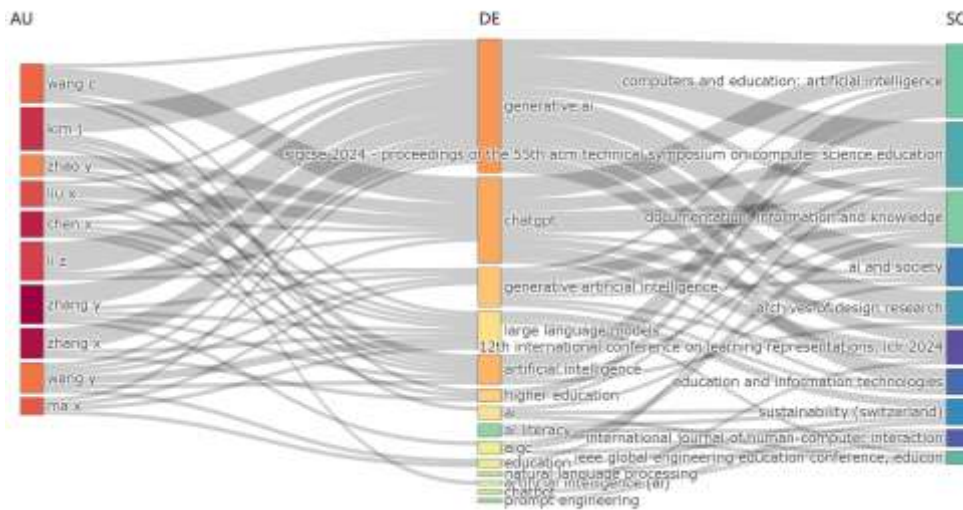 AU
DE
SO
wang c
kim j
zhao y
liu x
chen x
li z
zhang y
zhang x
wang y
ma x
generative ai
chatgpt
generative artificial intelligence
large language models
artificial intelligence
higher education
ai
ai literacy
aigc
education
natural language processing
artificial intelligence (ai)
chatbot
prompt engineering
computers and education: artificial intelligence
sigcse 2024 - proceedings of the 55th acm technical symposium on computer science education
documentation, information and knowledge
ai and society
archives of design research
12th international conference on learning representations, iclr 2024
education and information technologies
sustainability (switzerland)
international journal of human-computer interaction
ieee global engineering education conference, educon